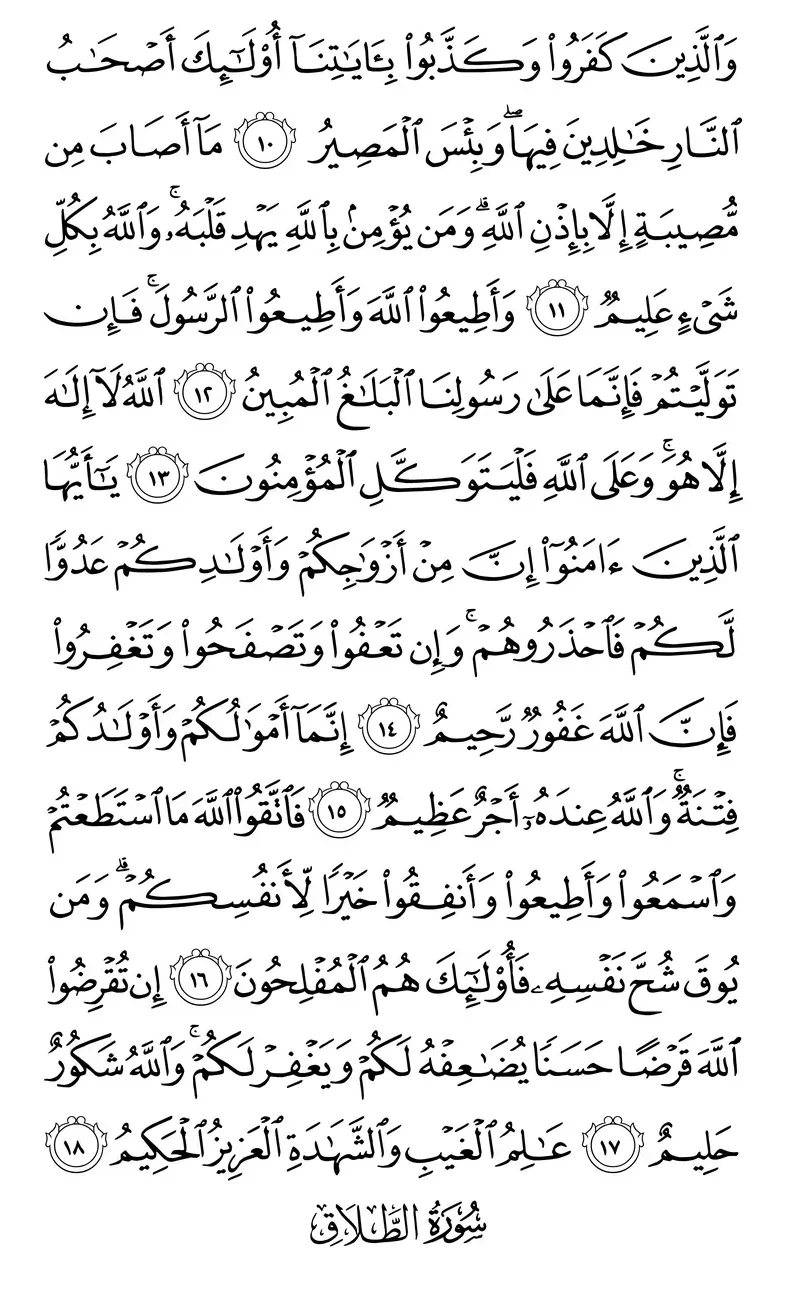 وَٱلَّذِينَ كَفَرُوا۟ وَكَذَّبُوا۟ بِـَٔايَـٰتِنَآ أُو۟لَـٰٓئِكَ أَصْحَـٰبُ
ٱلنَّارِ خَـٰلِدِينَ فِيهَا ۖ وَبِئْسَ ٱلْمَصِيرُ ١٠ مَآ أَصَابَ مِن
مُّصِيبَةٍ إِلَّا بِإِذْنِ ٱللَّهِ ۗ وَمَن يُؤْمِنۢ بِٱللَّهِ يَهْدِ قَلْبَهُۥ ۚ وَٱللَّهُ بِكُلِّ
شَىْءٍ عَلِيمٌ ١١ وَأَطِيعُوا۟ ٱللَّهَ وَأَطِيعُوا۟ ٱلرَّسُولَ ۚ فَإِن
تَوَلَّيْتُمْ فَإِنَّمَا عَلَىٰ رَسُولِنَا ٱلْبَلَـٰغُ ٱلْمُبِينُ ١٢ ٱللَّهُ لَآ إِلَـٰهَ
إِلَّا هُوَ ۚ وَعَلَى ٱللَّهِ فَلْيَتَوَكَّلِ ٱلْمُؤْمِنُونَ ١٣ يَـٰٓأَيُّهَا
ٱلَّذِينَ ءَامَنُوٓا۟ إِنَّ مِنْ أَزْوَٰجِكُمْ وَأَوْلَـٰدِكُمْ عَدُوًّا
لَّكُمْ فَٱحْذَرُوهُمْ ۚ وَإِن تَعْفُوا۟ وَتَصْفَحُوا۟ وَتَغْفِرُوا۟
فَإِنَّ ٱللَّهَ غَفُورٌ رَّحِيمٌ ١٤ إِنَّمَآ أَمْوَٰلُكُمْ وَأَوْلَـٰدُكُمْ
فِتْنَةٌ ۚ وَٱللَّهُ عِندَهُۥٓ أَجْرٌ عَظِيمٌ ١٥ فَٱتَّقُوا۟ ٱللَّهَ مَا ٱسْتَطَعْتُمْ
وَٱسْمَعُوا۟ وَأَطِيعُوا۟ وَأَنفِقُوا۟ خَيْرًا لِّأَنفُسِكُمْ ۗ وَمَن
يُوقَ شُحَّ نَفْسِهِۦ فَأُو۟لَـٰٓئِكَ هُمُ ٱلْمُفْلِحُونَ ١٦ إِن تُقْرِضُوا۟
ٱللَّهَ قَرْضًا حَسَنًا يُضَـٰعِفْهُ لَكُمْ وَيَغْفِرْ لَكُمْ ۚ وَٱللَّهُ شَكُورٌ
حَلِيمٌ ١٧ عَـٰلِمُ ٱلْغَيْبِ وَٱلشَّهَـٰدَةِ ٱلْعَزِيزُ ٱلْحَكِيمُ ١٨
سُورَةُ الطَّلَاقِ